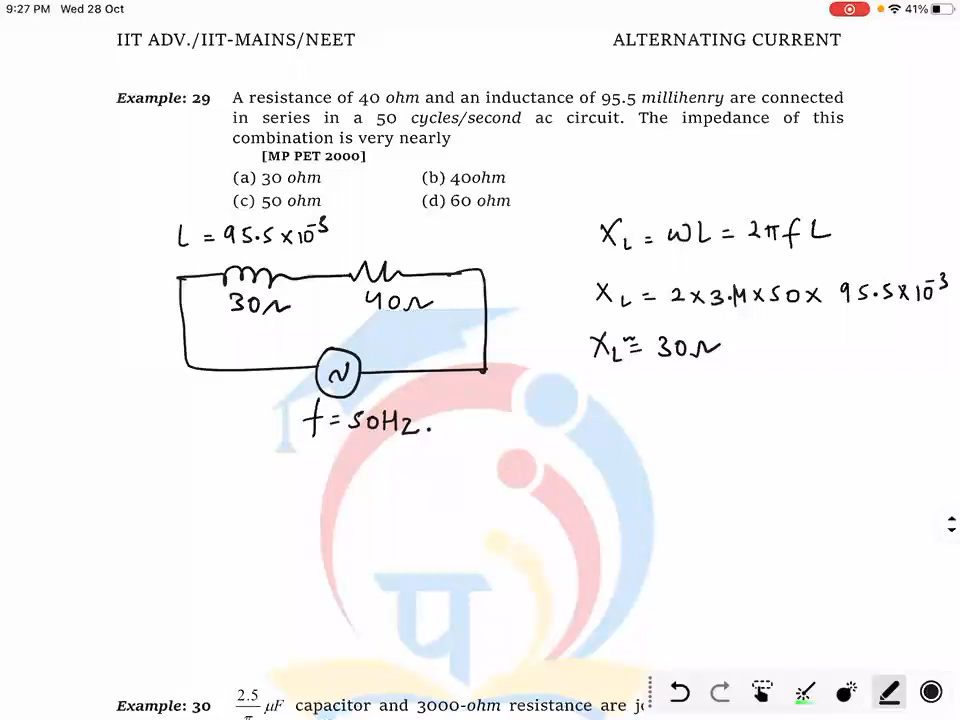 9:27 PM Wed 28 Oct 41%
IIT ADV./IIT-MAINS/NEET ALTERNATING CURRENT
Example: 29 A resistance of 40 ohm and an inductance of 95.5 millihenry are connected
in series in a 50 cycles/second ac circuit. The impedance of this
combination is very nearly
[MP PET 2000]
(a) 30 ohm (b) 40ohm
(c) 50 ohm (d) 60 ohm
L = 95.5 × 10⁻³
X_L = ωL = 2πfL
30Ω 40Ω
X_L = 2 × 3.14 × 50 × 95.5 × 10⁻³
X_L ≈ 30Ω
f = 50Hz.
प
Example: 30 2.5/π μF capacitor and 3000-ohm resistance are